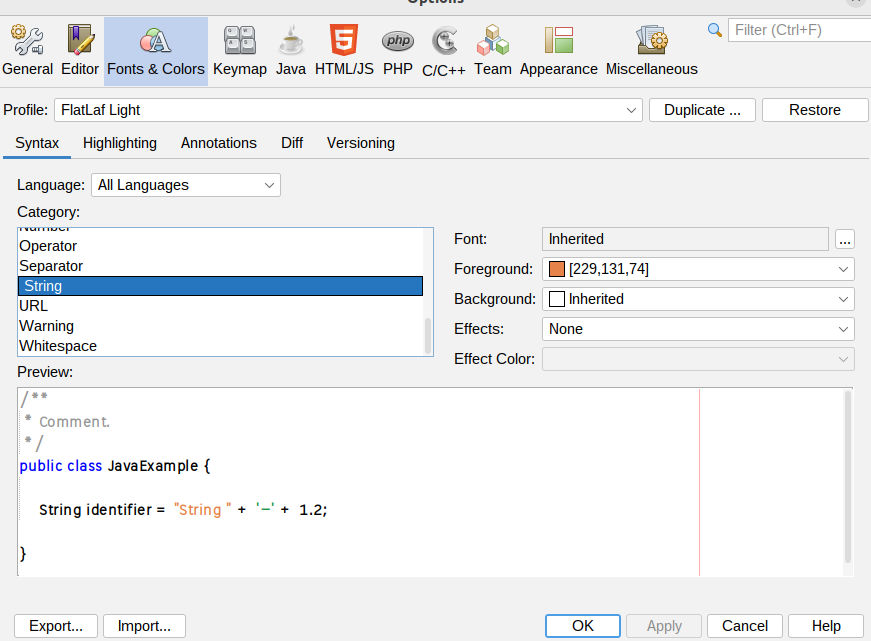 Options
General Editor Fonts & Colors Keymap Java HTML/JS PHP C/C++ Team Appearance Miscellaneous
Filter (Ctrl+F)
Profile: FlatLaf Light Duplicate ... Restore
Syntax Highlighting Annotations Diff Versioning
Language: All Languages
Category:
Number
Operator
Separator
String
URL
Warning
Whitespace
Font: Inherited ...
Foreground: [229,131,74]
Background: Inherited
Effects: None
Effect Color:
Preview:
/**
* Comment.
*/
public class JavaExample {
String identifier = "String " + '-' + 1.2;
}
Export... Import... OK Apply Cancel Help